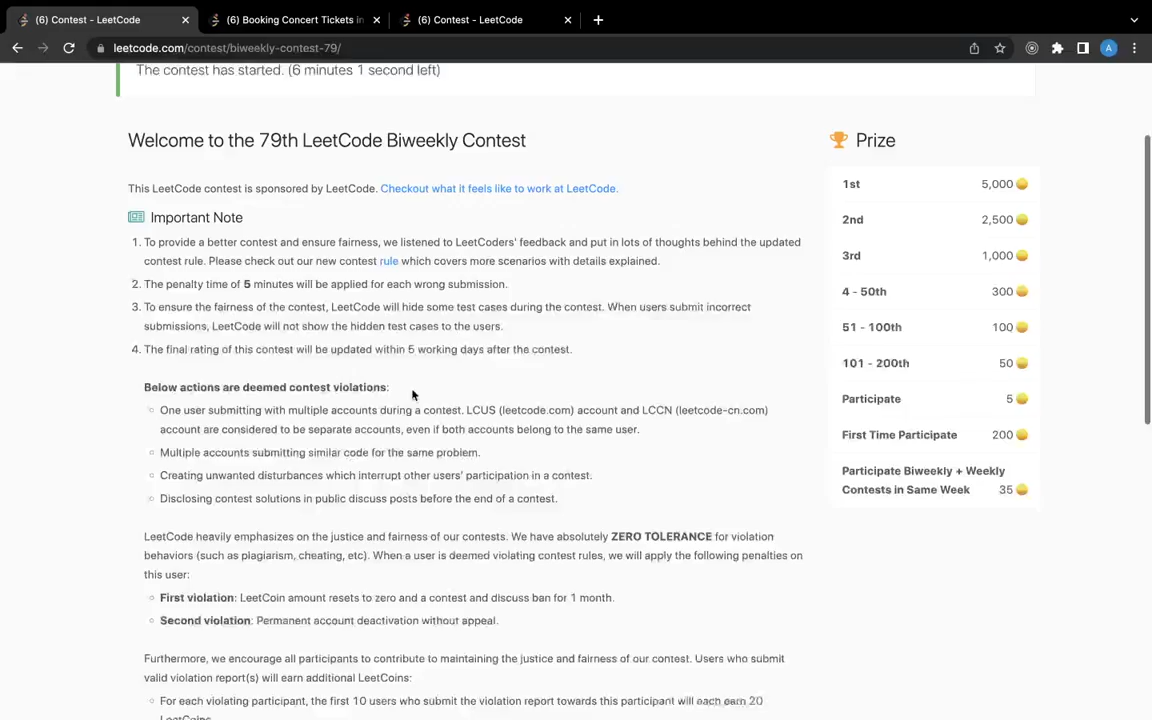 (6) Contest - LeetCode
(6) Booking Concert Tickets in
(6) Contest - LeetCode
leetcode.com/contest/biweekly-contest-79/
A
The contest has started. (6 minutes 1 second left)
Welcome to the 79th LeetCode Biweekly Contest
This LeetCode contest is sponsored by LeetCode. Checkout what it feels like to work at LeetCode.
Important Note
1. To provide a better contest and ensure fairness, we listened to LeetCoders' feedback and put in lots of thoughts behind the updated
contest rule. Please check out our new contest rule which covers more scenarios with details explained.
2. The penalty time of 5 minutes will be applied for each wrong submission.
3. To ensure the fairness of the contest, LeetCode will hide some test cases during the contest. When users submit incorrect
submissions, LeetCode will not show the hidden test cases to the users.
4. The final rating of this contest will be updated within 5 working days after the contest.
Below actions are deemed contest violations:
One user submitting with multiple accounts during a contest. LCUS (leetcode.com) account and LCCN (leetcode-cn.com)
account are considered to be separate accounts, even if both accounts belong to the same user.
Multiple accounts submitting similar code for the same problem.
Creating unwanted disturbances which interrupt other users' participation in a contest.
Disclosing contest solutions in public discuss posts before the end of a contest.
LeetCode heavily emphasizes on the justice and fairness of our contests. We have absolutely ZERO TOLERANCE for violation
behaviors (such as plagiarism, cheating, etc). When a user is deemed violating contest rules, we will apply the following penalties on
this user:
First violation: LeetCoin amount resets to zero and a contest and discuss ban for 1 month.
Second violation: Permanent account deactivation without appeal.
Furthermore, we encourage all participants to contribute to maintaining the justice and fairness of our contest. Users who submit
valid violation report(s) will earn additional LeetCoins:
For each violating participant, the first 10 users who submit the violation report towards this participant will each earn 20
LeetCoins
Prize
1st 5,000
2nd 2,500
3rd 1,000
4 - 50th 300
51 - 100th 100
101 - 200th 50
Participate 5
First Time Participate 200
Participate Biweekly + Weekly
Contests in Same Week 35